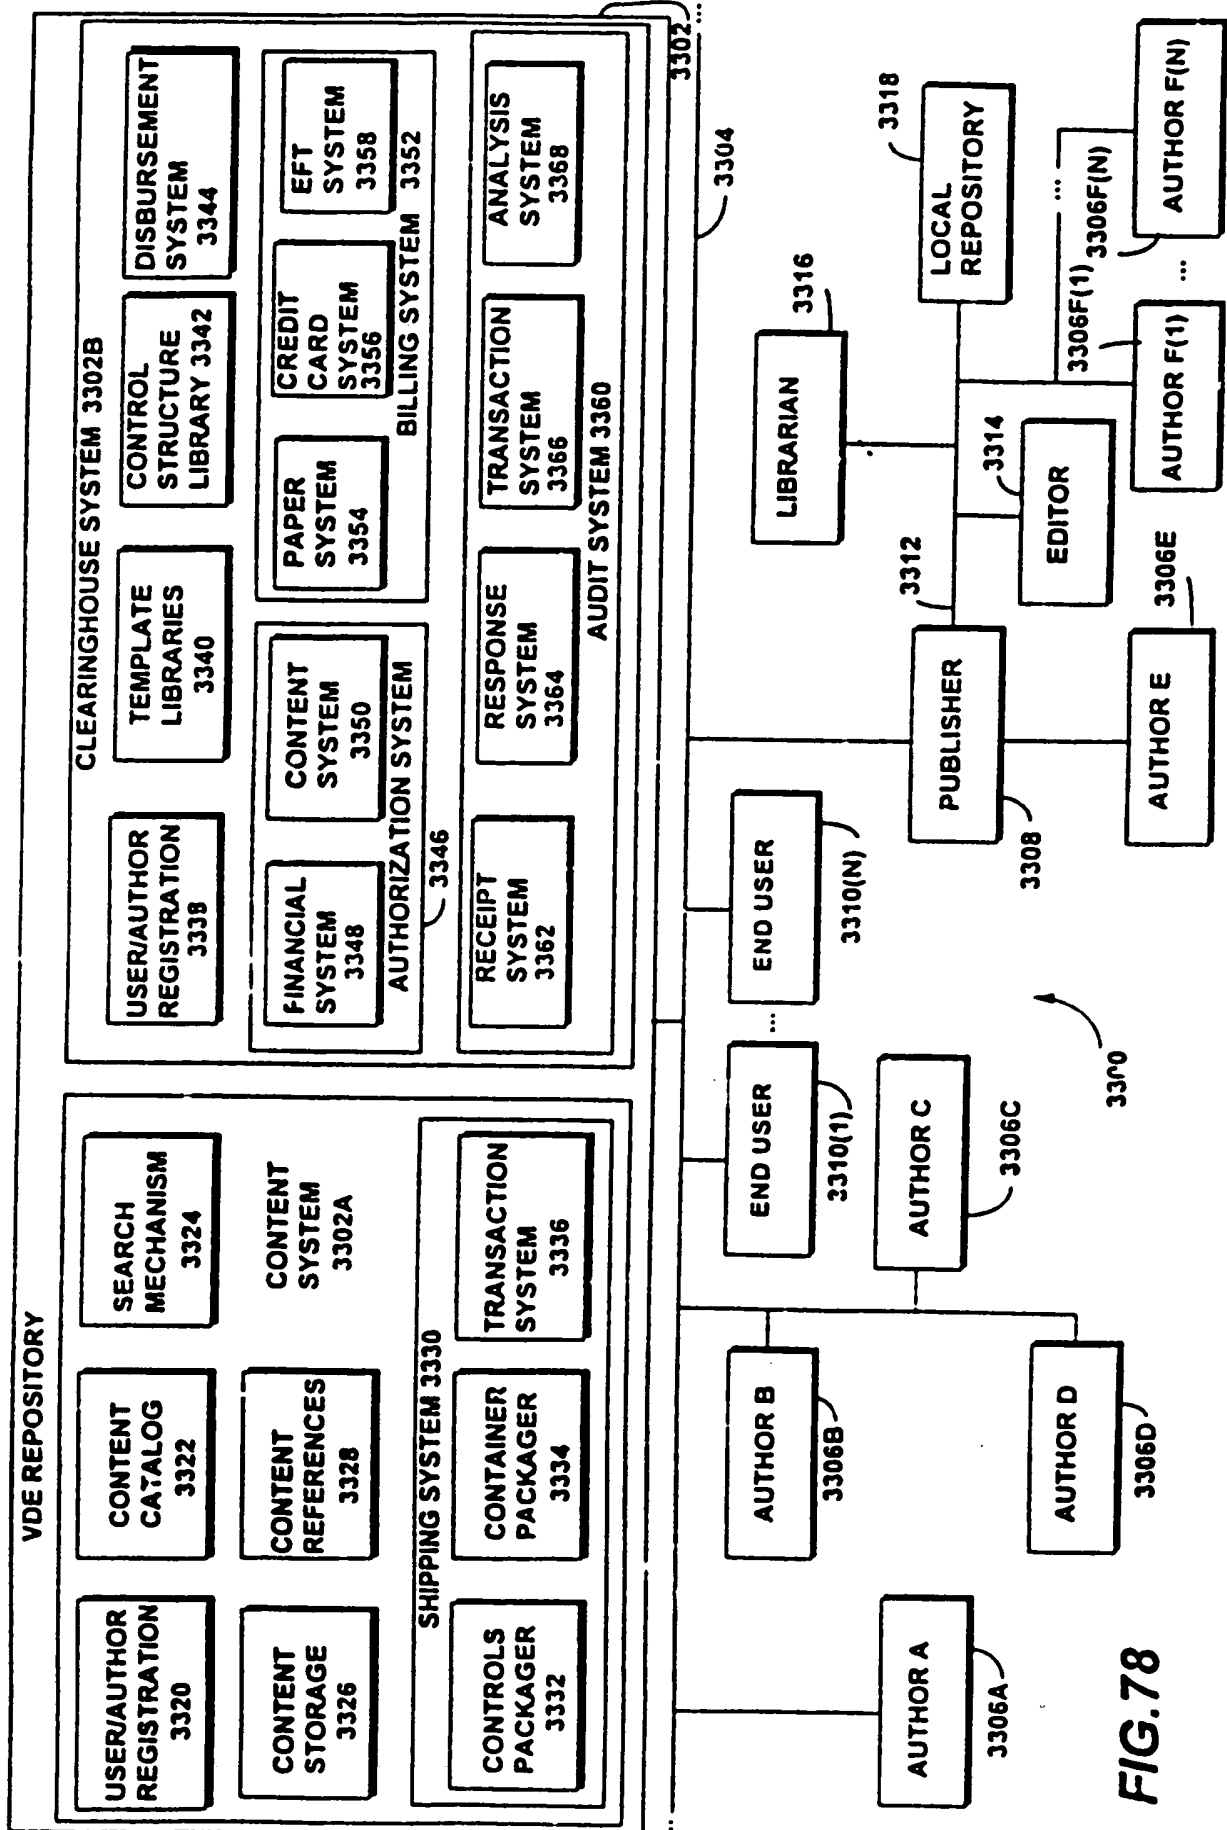 VDE REPOSITORY
USER/AUTHOR
REGISTRATION
3320
CONTENT
CATALOG
3322
SEARCH
MECHANISM
3324
CONTENT
STORAGE
3326
CONTENT
REFERENCES
3328
CONTENT
SYSTEM
3302A
SHIPPING SYSTEM 3330
CONTROLS
PACKAGER
3332
CONTAINER
PACKAGER
3334
TRANSACTION
SYSTEM
3336
CLEARINGHOUSE SYSTEM 3302B
USER/AUTHOR
REGISTRATION
3338
TEMPLATE
LIBRARIES
3340
CONTROL
STRUCTURE
LIBRARY 3342
DISBURSEMENT
SYSTEM
3344
FINANCIAL
SYSTEM
3348
CONTENT
SYSTEM
3350
AUTHORIZATION SYSTEM
3346
PAPER
SYSTEM
3354
CREDIT
CARD
SYSTEM
3356
EFT
SYSTEM
3358
BILLING SYSTEM 3352
RECEIPT
SYSTEM
3362
RESPONSE
SYSTEM
3364
TRANSACTION
SYSTEM
3366
ANALYSIS
SYSTEM
3368
AUDIT SYSTEM 3360
3302
...
...
3304
AUTHOR A
3306A
AUTHOR B
3306B
AUTHOR C
3306C
AUTHOR D
3306D
END USER
3310(1)
...
END USER
3310(N)
PUBLISHER
3308
AUTHOR E
3306E
3312
EDITOR
3314
LIBRARIAN
3316
LOCAL
REPOSITORY
3318
AUTHOR F(1)
3306F(1)
...
...
AUTHOR F(N)
3306F(N)
3300
FIG.78